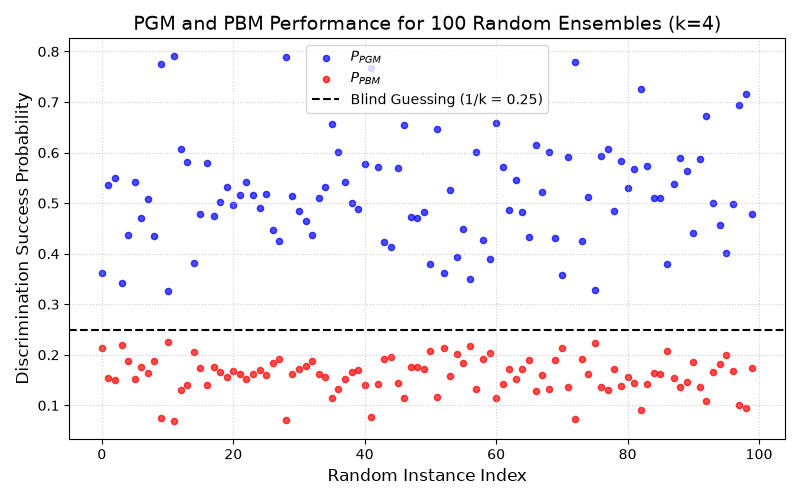 PGM and PBM Performance for 100 Random Ensembles (k=4)
Discrimination Success Probability
0.8
0.7
0.6
0.5
0.4
0.3
0.2
0.1
P_PGM
P_PBM
Blind Guessing (1/k = 0.25)
0 20 40 60 80 100
Random Instance Index